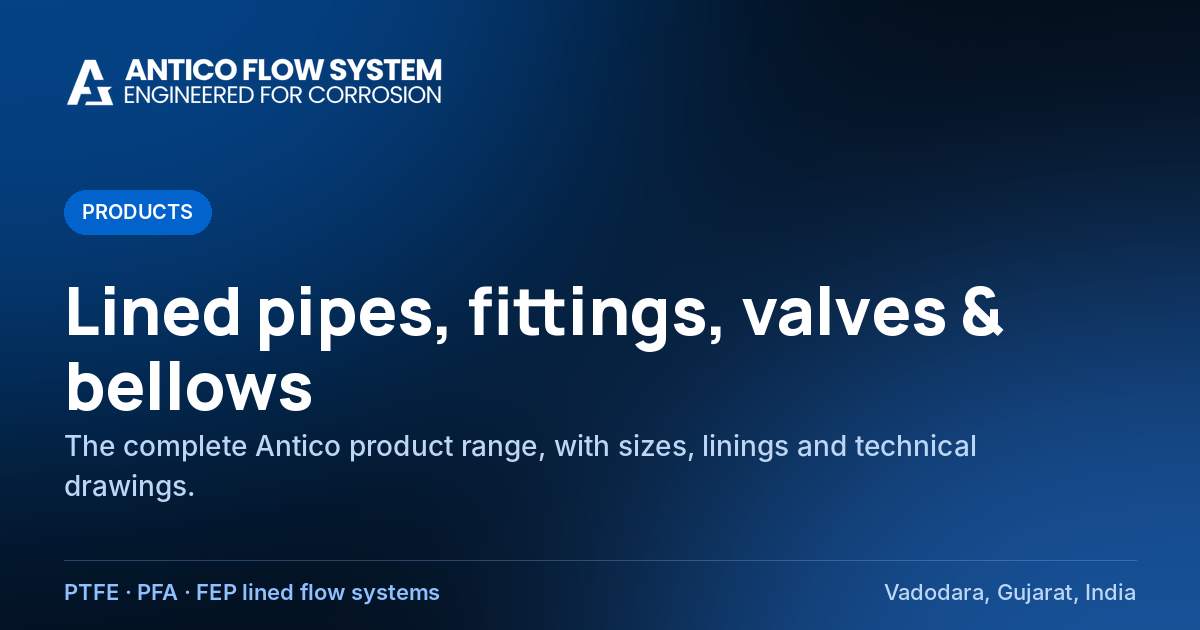 ANTICO FLOW SYSTEM
ENGINEERED FOR CORROSION
PRODUCTS
Lined pipes, fittings, valves &
bellows
The complete Antico product range, with sizes, linings and technical
drawings.
PTFE · PFA · FEP lined flow systems
Vadodara, Gujarat, India